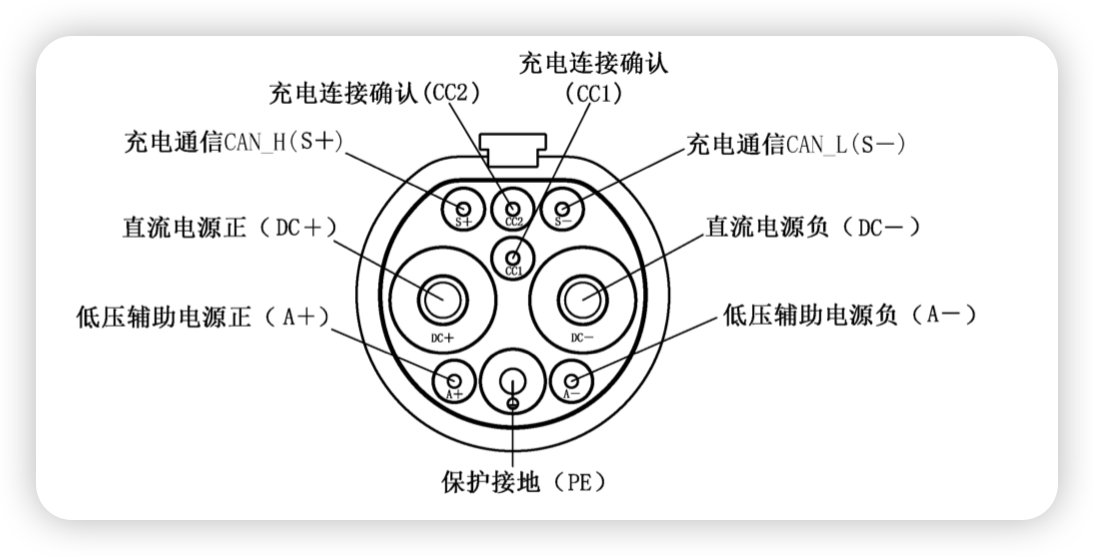 充电连接确认
(CC1)
充电连接确认(CC2)
充电通信CAN_H(S+)
充电通信CAN_L(S-)
S+
CC2
S-
直流电源正(DC+)
直流电源负(DC-)
CC1
低压辅助电源正(A+)
低压辅助电源负(A-)
DC+
DC-
A+
A-
保护接地(PE)